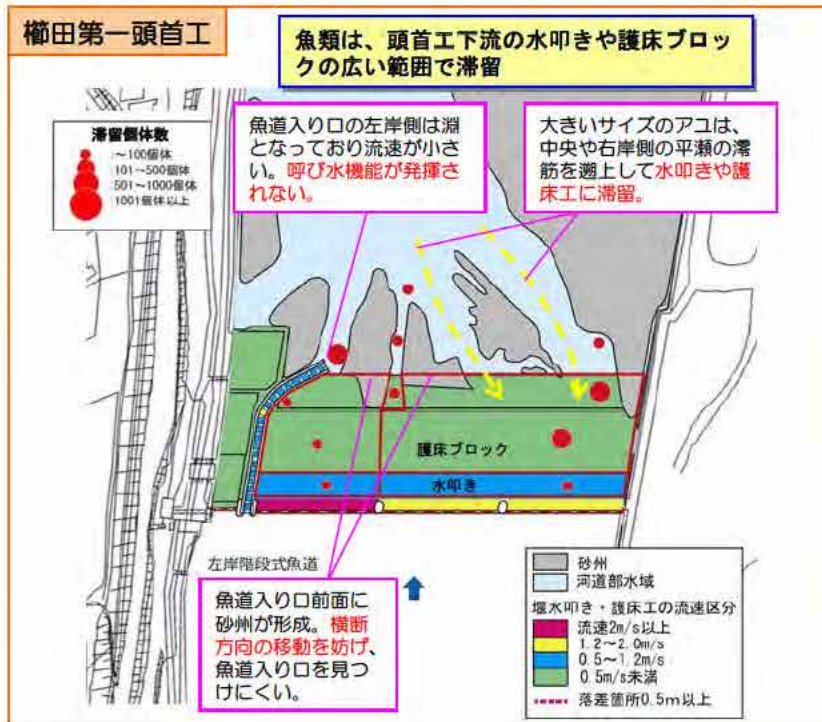 櫛田第一頭首工
魚類は、頭首工下流の水叩きや護床ブロッ
クの広い範囲で滞留
滞留個体数
:～100個体
:101～500個体
:501～1000個体
:1001個体以上
魚道入り口の左岸側は淵
となっており流速が小さ
い。呼び水機能が発揮さ
れない。
大きいサイズのアユは、
中央や右岸側の平瀬の澪
筋を遡上して水叩きや護
床工に滞留。
護床ブロック
水叩き
左岸階段式魚道
魚道入り口前面に
砂州が形成。横断
方向の移動を妨げ、
魚道入り口を見つ
けにくい。
砂州
河道部水域
堰水叩き・護床工の流速区分
流速2m/s以上
1.2～2.0m/s
0.5～1.2m/s
0.5m/s未満
落差箇所0.5m以上